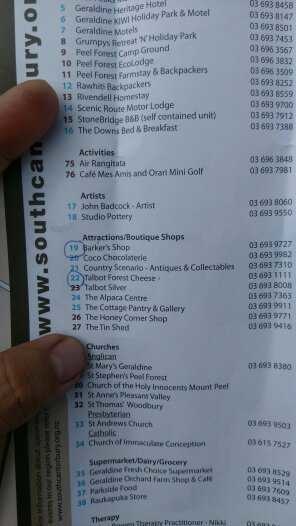 5 Geraldine Heritage Hotel 03 693 8458
6 Geraldine KIWI Holiday Park & Motel 03 693 8147
7 Geraldine Motels 03 693 8501
8 Grumpys Retreat 'N' Holiday Park 03 693 7453
9 Peel Forest Camp Ground 03 696 3567
10 Peel Forest EcoLodge 03 696 3832
11 Peel Forest Farmstay & Backpackers 03 696 3509
12 Rawhiti Backpackers 03 693 8252
13 Rivendell Homestay 03 693 8559
14 Scenic Route Motor Lodge 03 693 9700
15 StoneBridge B&B (self contained unit) 03 693 7912
16 The Downs Bed & Breakfast 03 693 7388
Activities
75 Air Rangitata 03 696 3848
76 Café Mes Amis and Orari Mini Golf 03 693 7981
Artists
17 John Badcock - Artist 03 693 8060
18 Studio Pottery 03 693 9550
Attractions/Boutique Shops
19 Barker's Shop 03 693 9727
20 Coco Chocolaterie 03 693 9982
21 Country Scenario - Antiques & Collectables 693 7310
22 Talbot Forest Cheese - 03 693 1111
23 Talbot Silver 03 693 8008
24 The Alpaca Centre 03 693 7363
25 The Cottage Pantry & Gallery 03 693 9911
26 The Honey Corner Shop 03 693 9771
27 The Tin Shed 03 693 9416
Churches
Anglican
St Mary's Geraldine 03 693 8380
St Stephen's Peel Forest
30 Church of the Holy Innocents Mount Peel
31 St Anne's Pleasant Valley
32 St Thomas' Woodbury
Presbyterian
33 St Andrews Church 03 693 9503
Catholic
34 Church of Immaculate Conception 03 615 7527
Supermarket/Dairy/Grocery
35 Geraldine Fresh Choice Supermarket 03 693 8529
36 Geraldine Orchard Farm Shop & Café 03 693 9514
37 Parkside Food 03 693 7609
38 Raukapuka Store 03 693 8457
Therapy
www.southcanterbury.org